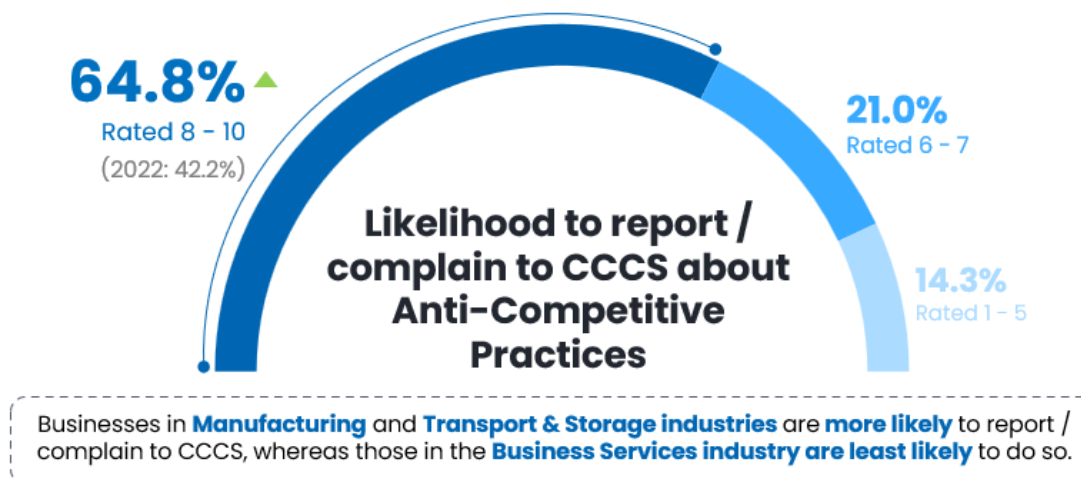 64.8%
Rated 8 - 10
(2022: 42.2%)
21.0%
Rated 6 - 7
Likelihood to report /
complain to CCCS about
Anti-Competitive
Practices
14.3%
Rated 1 - 5
Businesses in Manufacturing and Transport & Storage industries are more likely to report /
complain to CCCS, whereas those in the Business Services industry are least likely to do so.